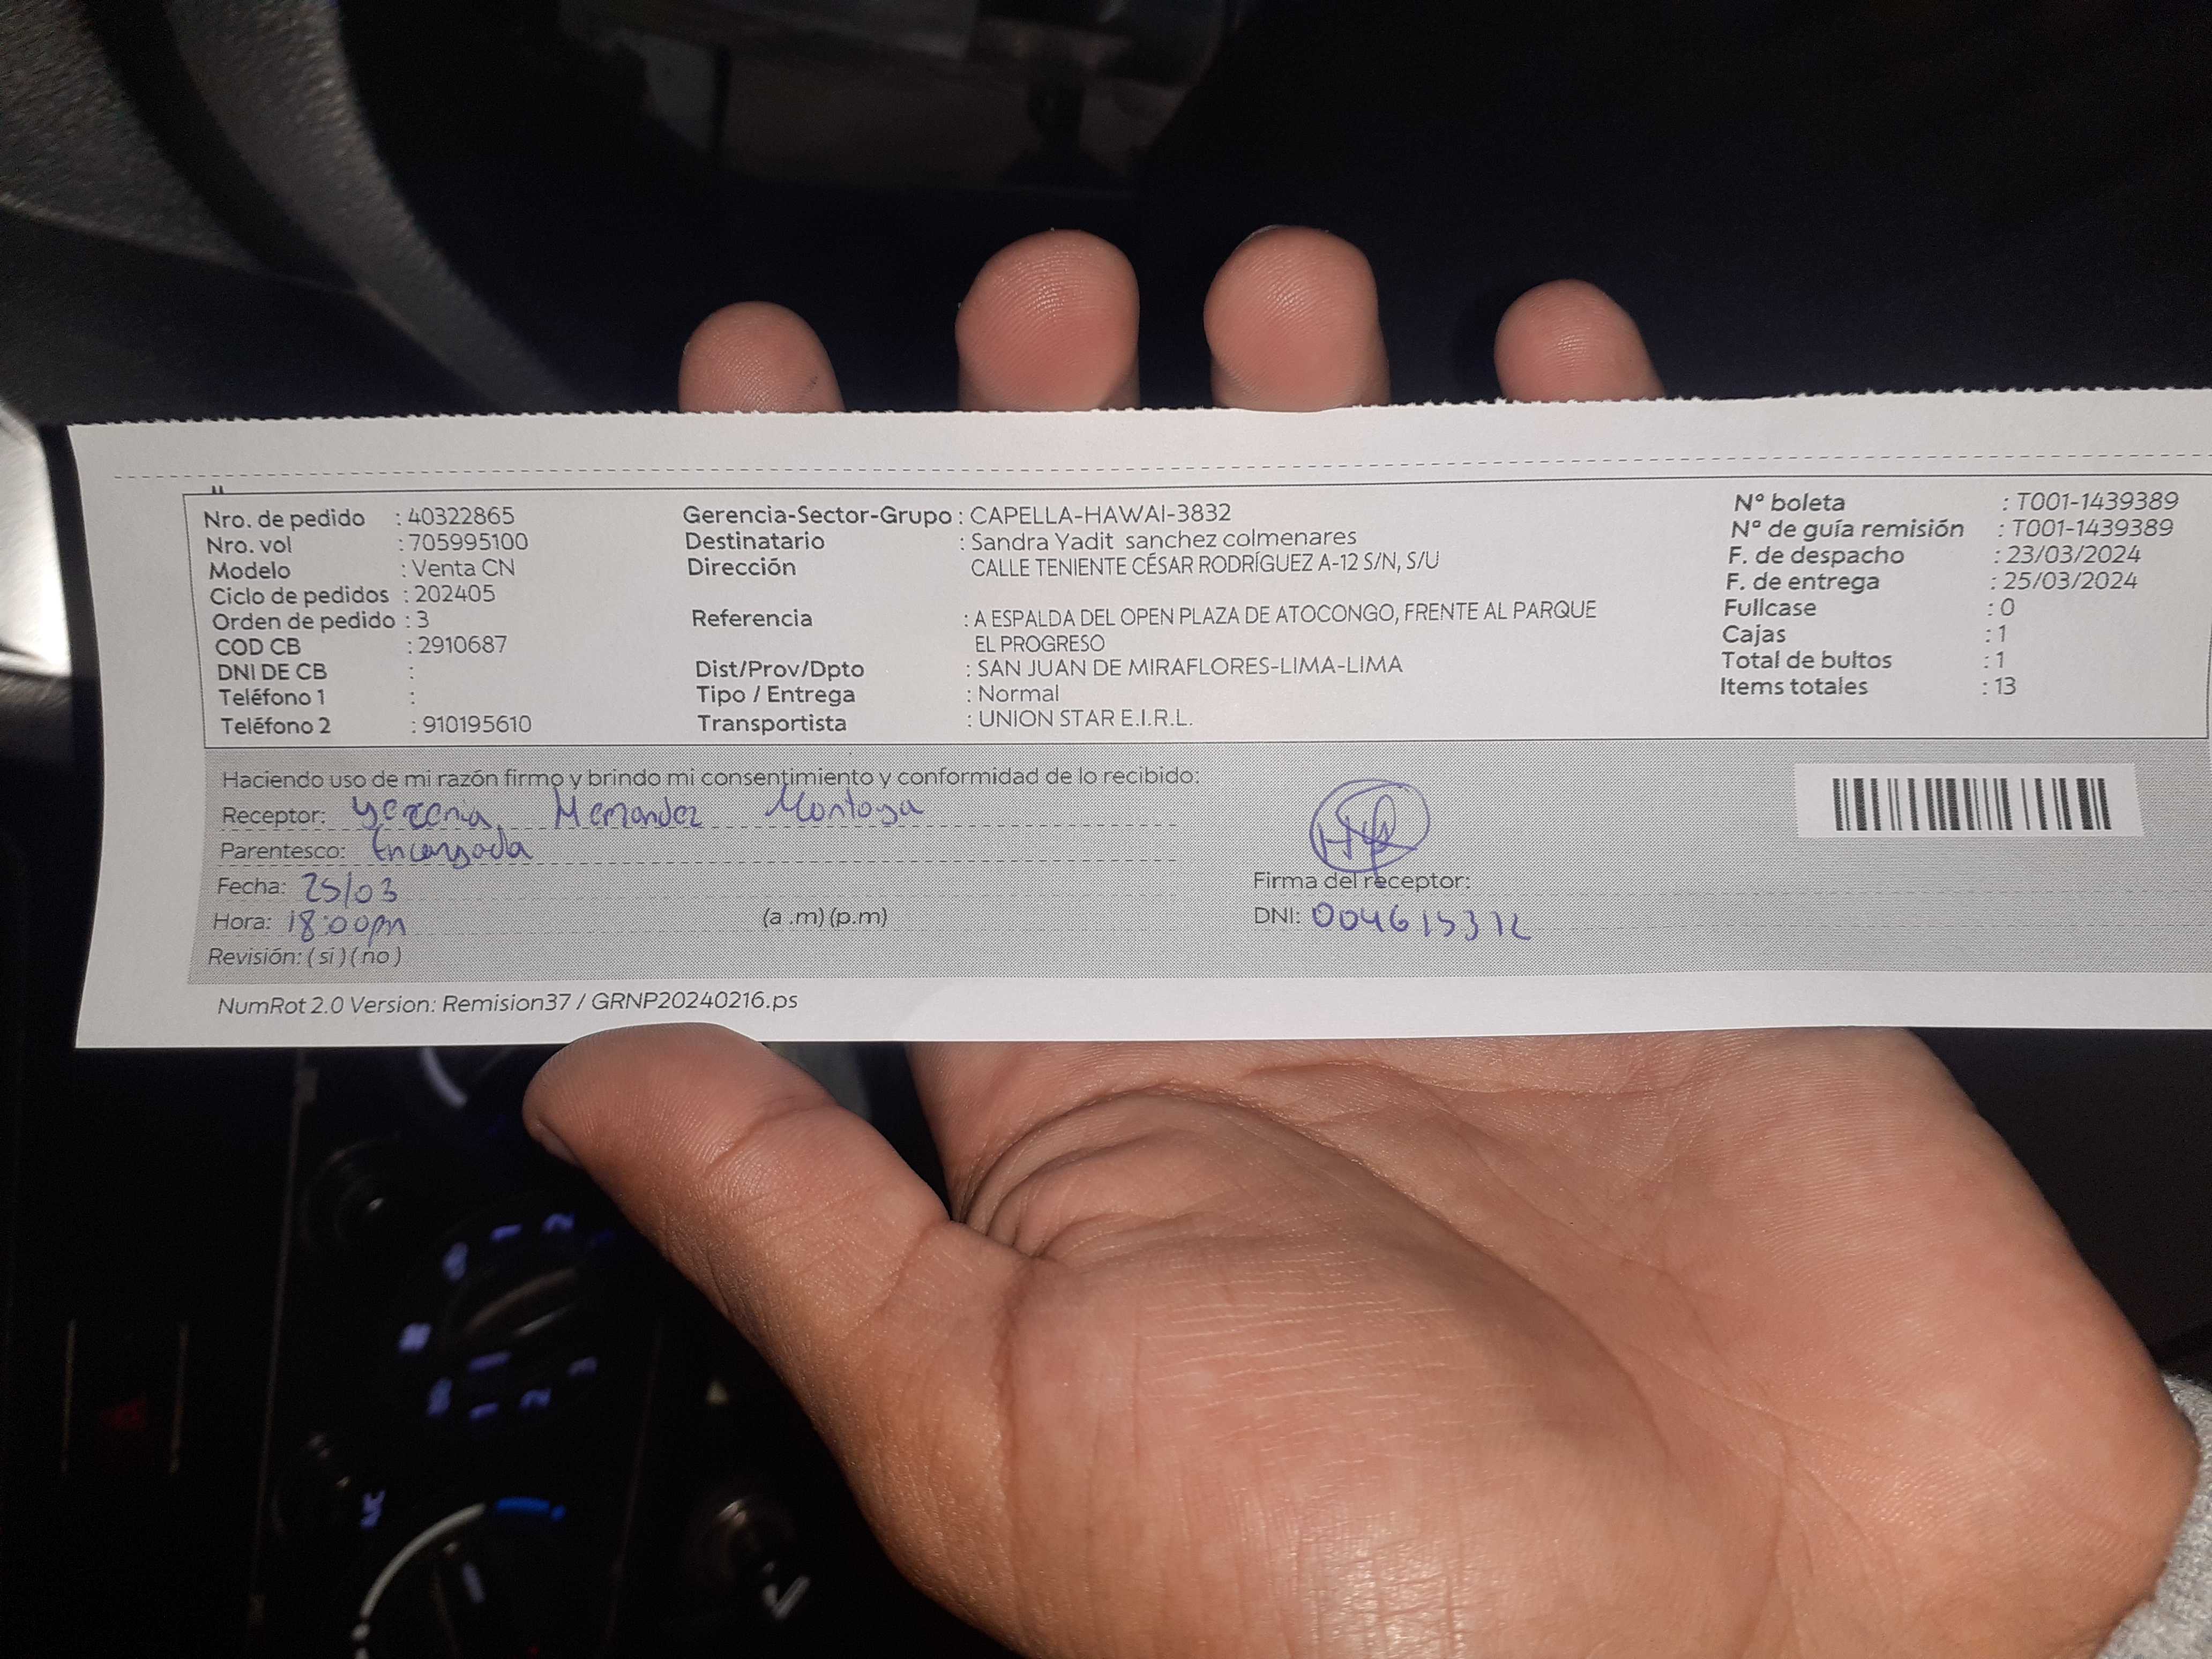 Nro. de pedido : 40322865
Nro. vol : 705995100
Modelo : Venta CN
Ciclo de pedidos : 202405
Orden de pedido : 3
COD CB : 2910687
DNI DE CB :
Teléfono 1 :
Teléfono 2 : 910195610
Gerencia-Sector-Grupo : CAPELLA-HAWAI-3832
Destinatario : Sandra Yadit sanchez colmenares
Dirección CALLE TENIENTE CÉSAR RODRÍGUEZ A-12 S/N, S/U
Referencia : A ESPALDA DEL OPEN PLAZA DE ATOCONGO, FRENTE AL PARQUE
EL PROGRESO
Dist/Prov/Dpto : SAN JUAN DE MIRAFLORES-LIMA-LIMA
Tipo / Entrega : Normal
Transportista : UNION STAR E.I.R.L.
N° boleta : T001-1439389
N° de guía remisión : T001-1439389
F. de despacho : 23/03/2024
F. de entrega : 25/03/2024
Fullcase : 0
Cajas : 1
Total de bultos : 1
Items totales : 13
Haciendo uso de mi razón firmo y brindo mi consentimiento y conformidad de lo recibido:
Receptor: Montoya
Parentesco: Encargada
Fecha: 25/03
Hora: 18:00pm (a .m) (p.m)
Revisión: ( si ) ( no )
Firma del receptor:
DNI: 004615312
NumRot 2.0 Version: Remision37 / GRNP20240216.ps